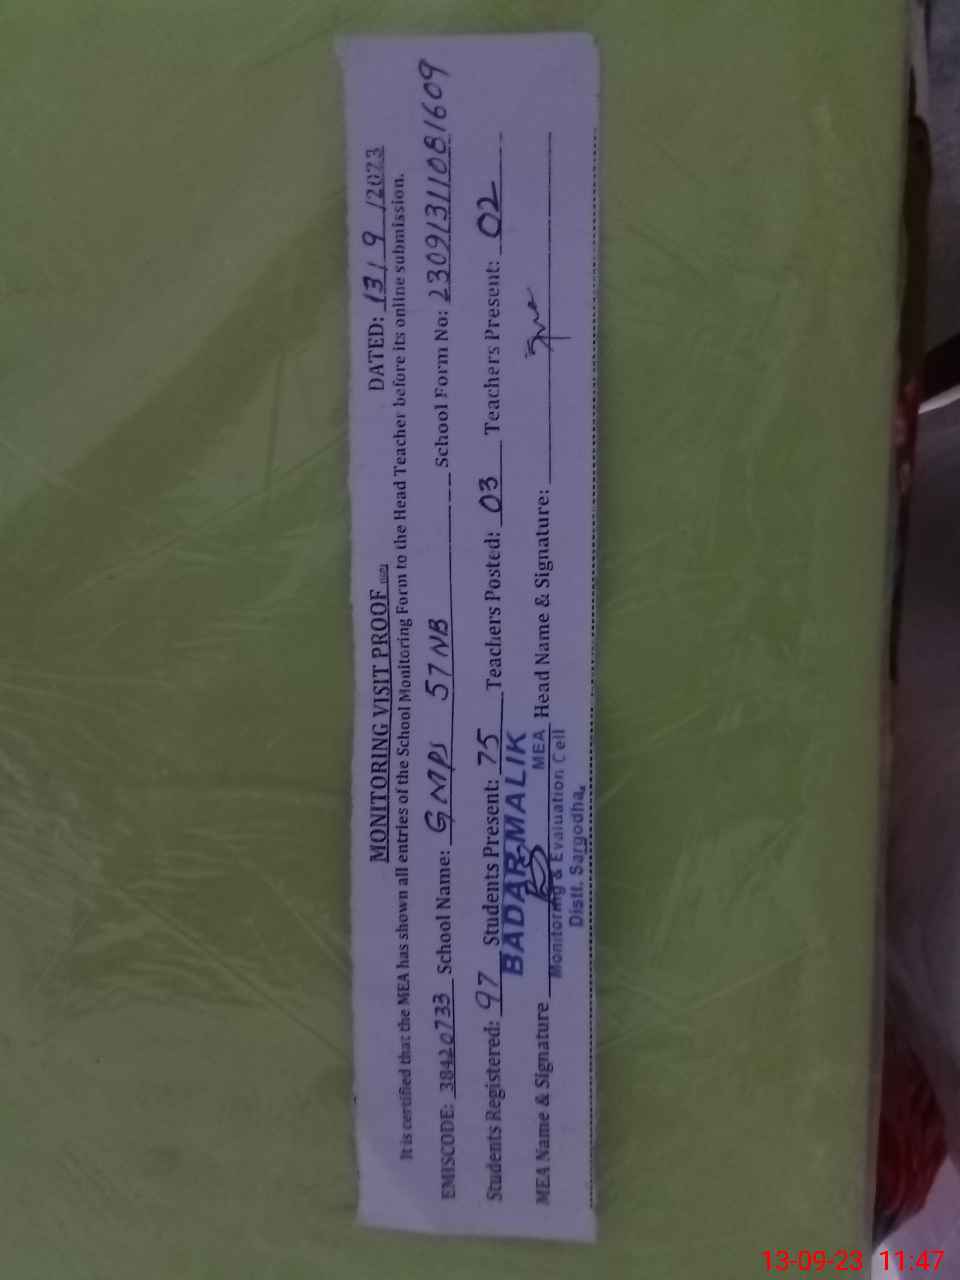 MONITORING VISIT PROOF
DATED: 13/9/2023
It is certified that the MEA has shown all entries of the School Monitoring Form to the Head Teacher before its online submission.
EMISCODE: 38420733 School Name: GMPS 57NB School Form No: 23091311081609
Students Registered: 97 Students Present: 75 Teachers Posted: 03 Teachers Present: 02
BADAR MALIK
MEA Name & Signature Head Name & Signature:
MEA
Monitoring & Evaluation Cell
Distt. Sargodha.
13-09-23 11:47